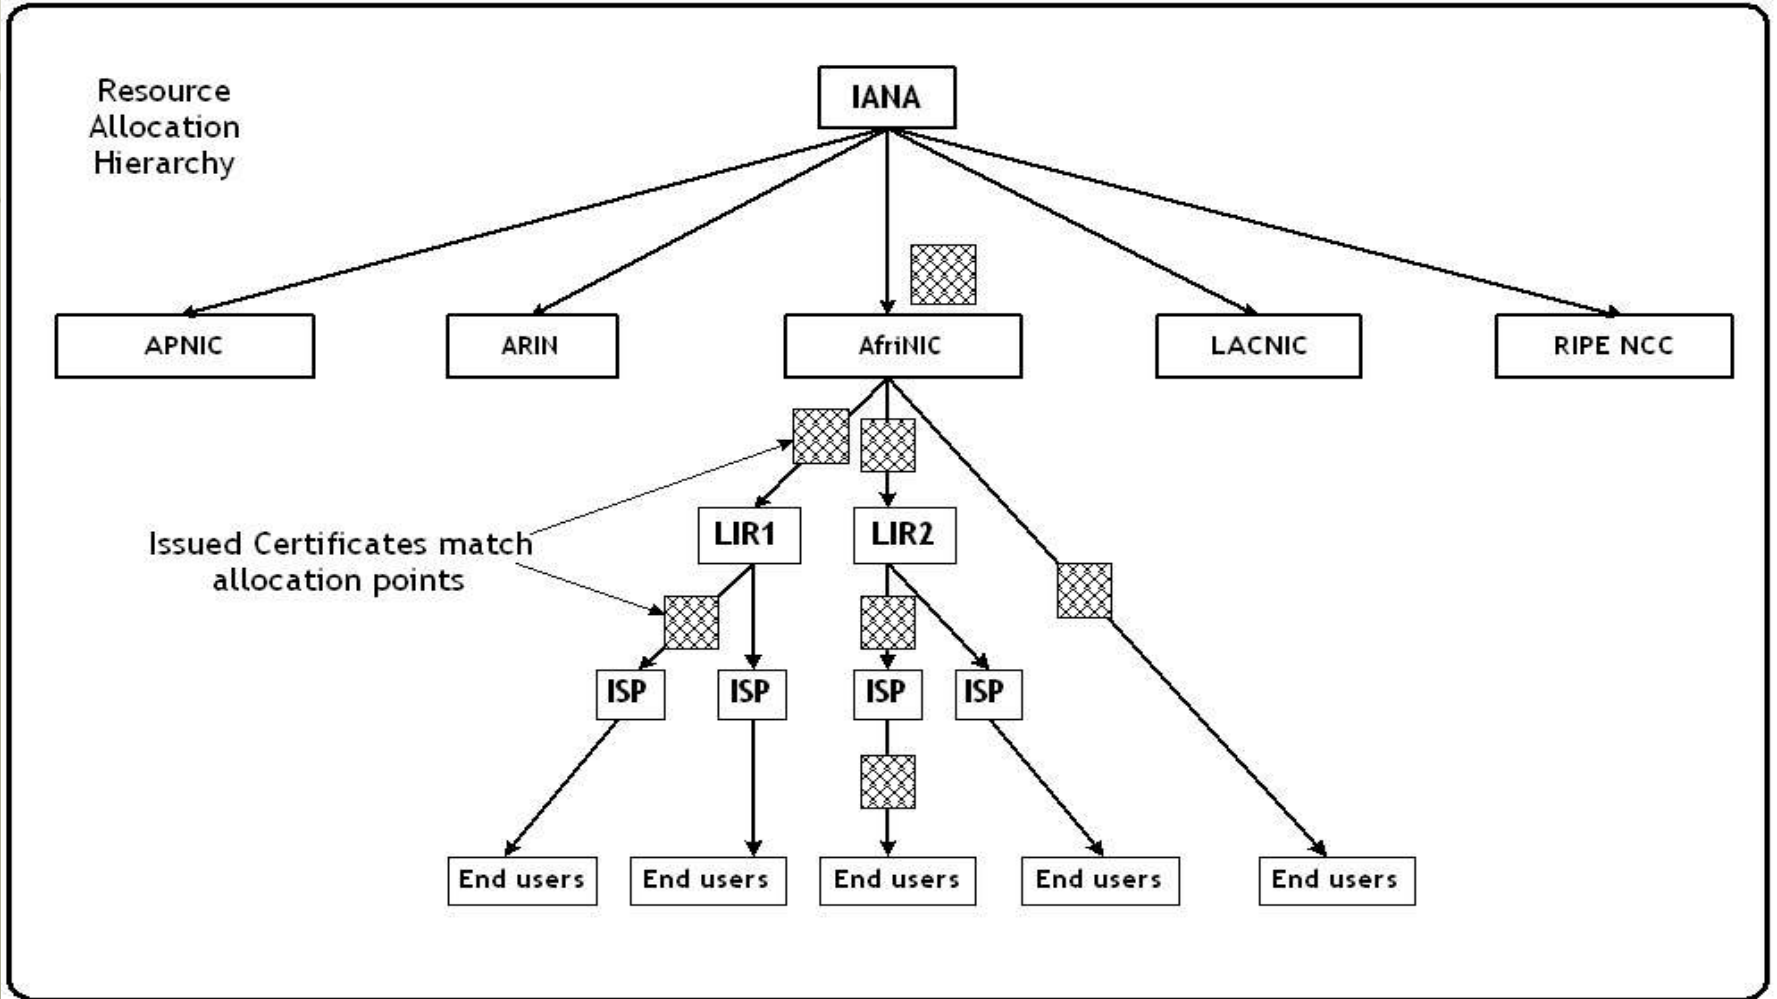 Resource
Allocation
Hierarchy
IANA
APNIC
ARIN
AfriNIC
LACNIC
RIPE NCC
Issued Certificates match
allocation points
LIR1
LIR2
ISP
ISP
ISP
ISP
End users
End users
End users
End users
End users